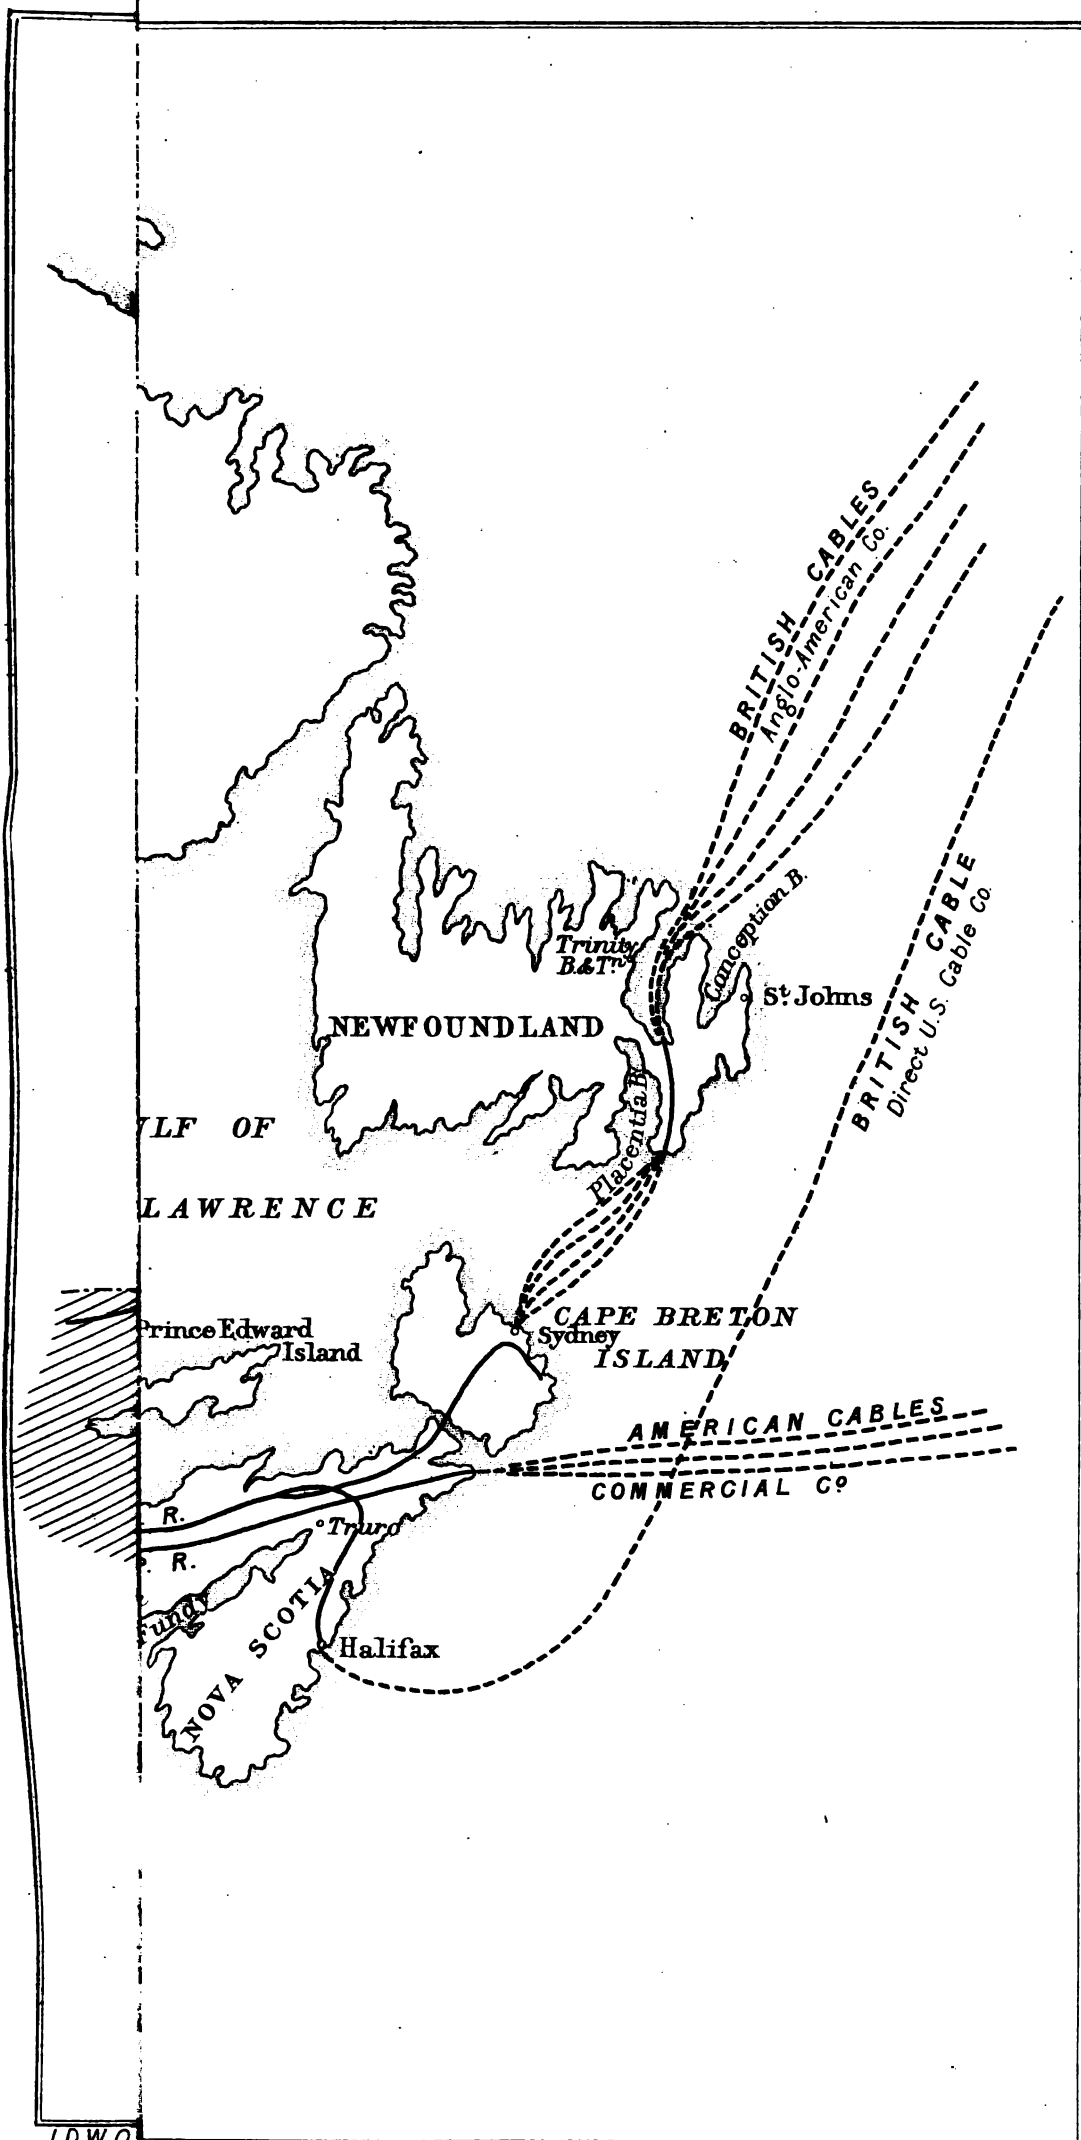 BRITISH CABLES
Anglo-American Co.
BRITISH CABLE
Direct U.S. Cable Co.
Conception B.
Trinity
B. & Tn
St. Johns
NEWFOUNDLAND
Placentia B.
ULF OF
LAWRENCE
CAPE BRETON
ISLAND
Sydney
Prince Edward
Island
AMERICAN CABLES
COMMERCIAL Co
R.
Truro
R.
Fundy
NOVA SCOTIA
Halifax